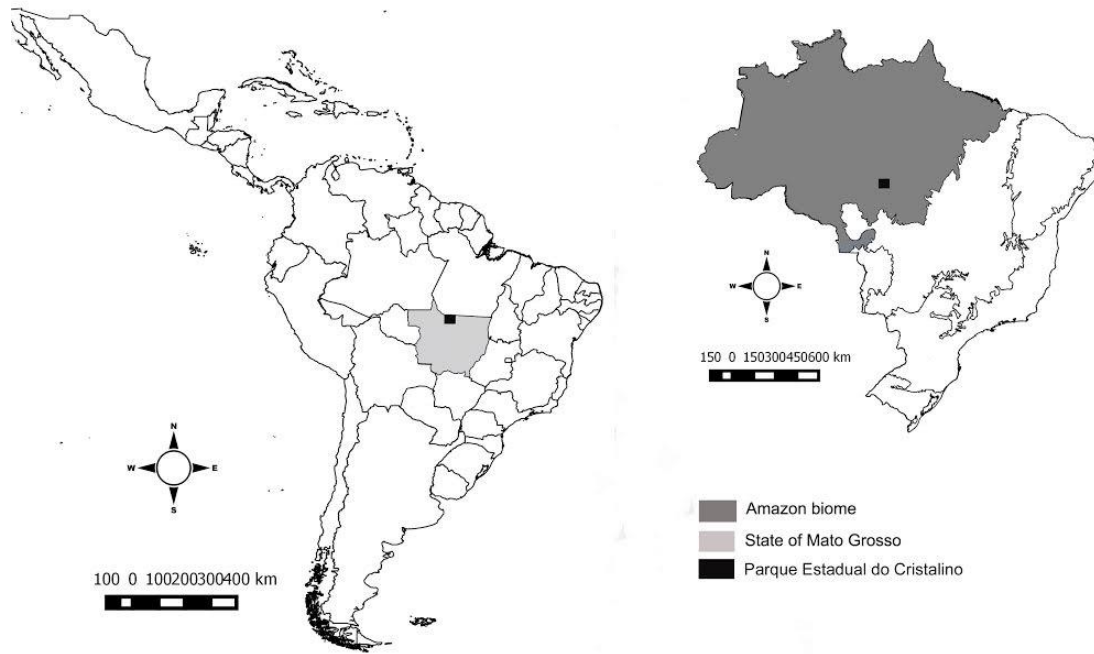 N
W E
S
100 0 100200300400 km
N
W E
S
150 0 150300450600 km
Amazon biome
State of Mato Grosso
Parque Estadual do Cristalino